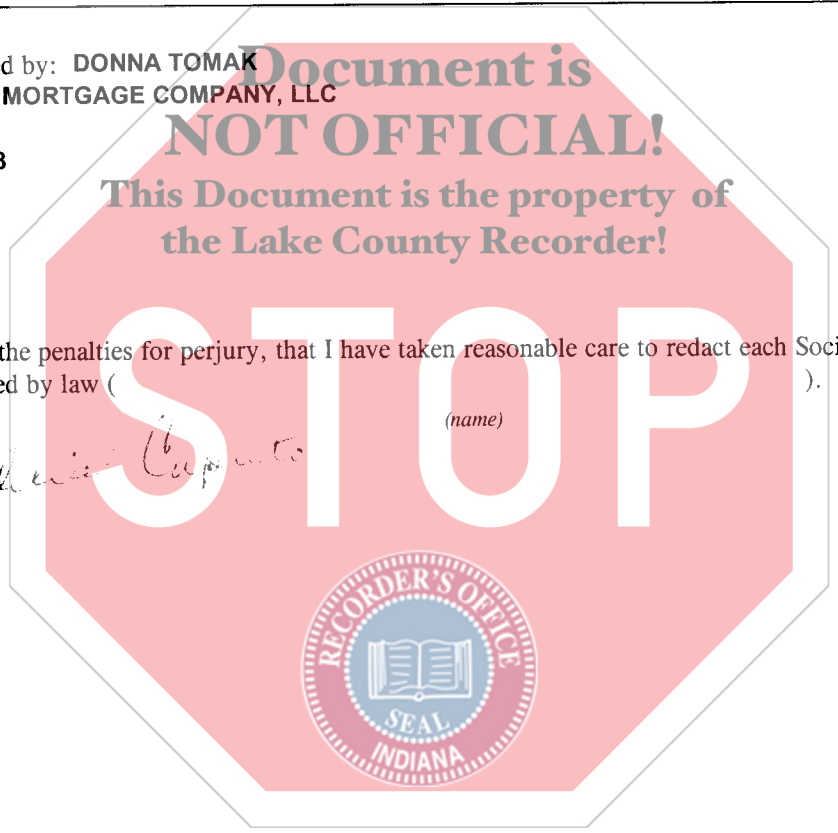 d by: DONNA TOMAK
MORTGAGE COMPANY, LLC
Document is
NOT OFFICIAL!
This Document is the property of
the Lake County Recorder!
STOP
the penalties for perjury, that I have taken reasonable care to redact each Soci
ed by law ( ).
(name)
Caputo
RECORDER'S OFFICE
SEAL
INDIANA